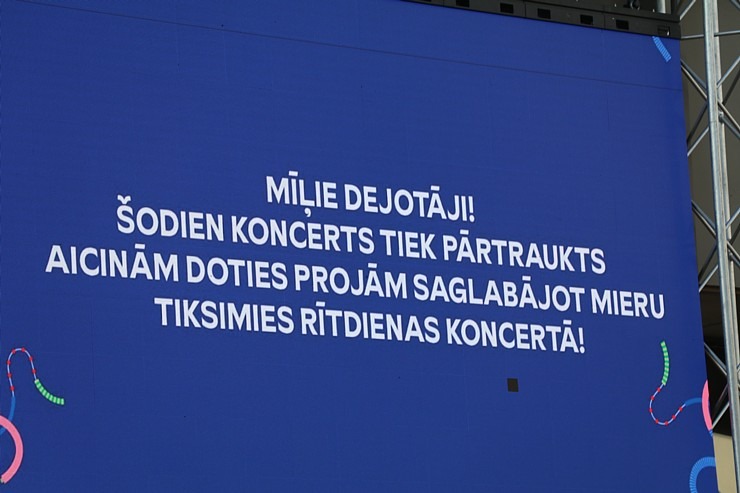 MĪĻIE DEJOTĀJI!
ŠODIEN KONCERTS TIEK PĀRTRAUKTS
AICINĀM DOTIES PROJĀM SAGLABĀJOT MIERU
TIKSIMIES RĪTDIENAS KONCERTĀ!